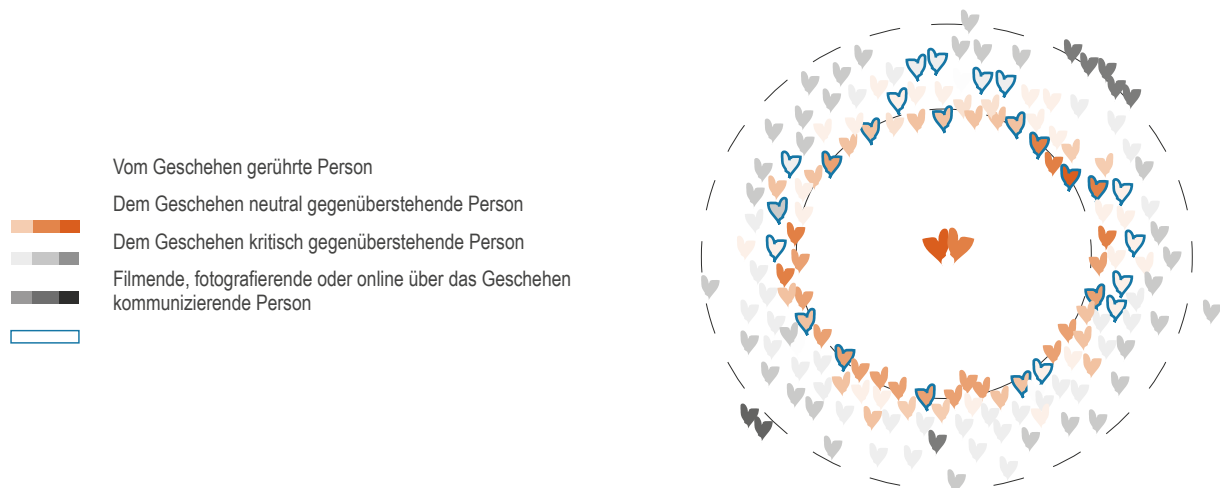 Vom Geschehen gerührte Person
Dem Geschehen neutral gegenüberstehende Person
Dem Geschehen kritisch gegenüberstehende Person
Filmende, fotografierende oder online über das Geschehen
kommunizierende Person